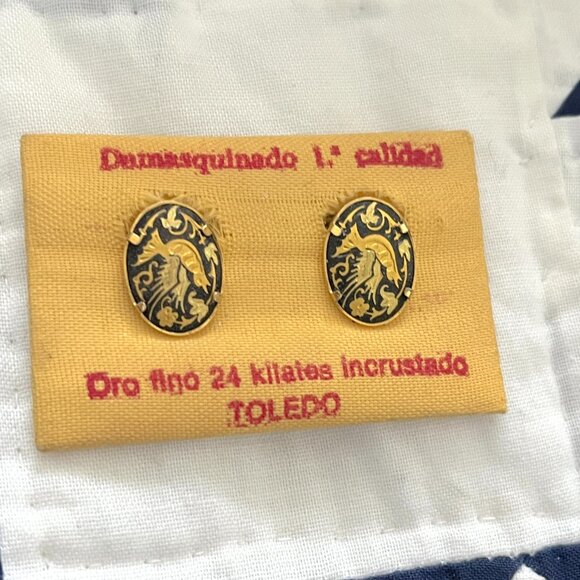 Damasquinado 1.ª calidad
Oro fino 24 kilates incrustado
TOLEDO